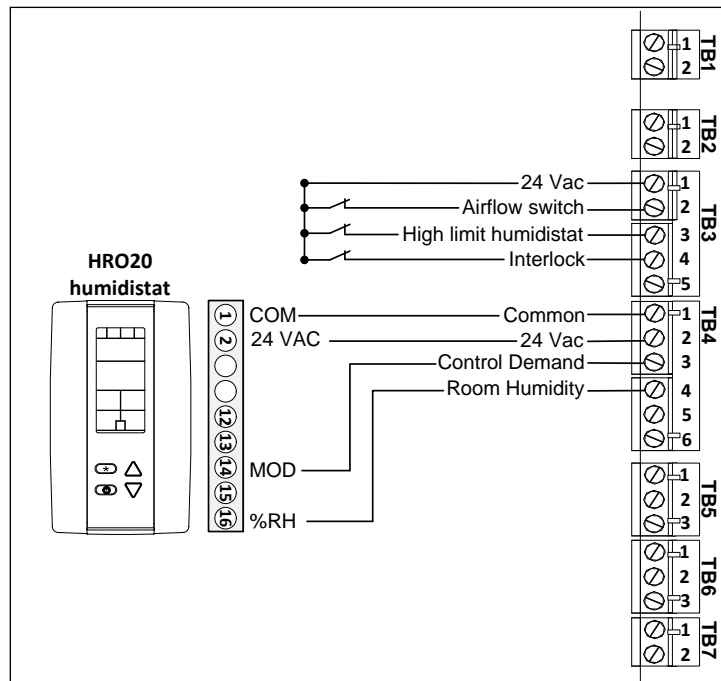 1
2
TB1
1
2
TB2
24 Vac
1
Airflow switch
2
High limit humidistat
3
Interlock
4
5
TB3
HRO20
humidistat
1 COM
Common
1
2 24 VAC
24 Vac
2
Control Demand
3
Room Humidity
4
5
6
TB4
12
13
14 MOD
15
16 %RH
1
2
3
TB5
1
2
3
TB6
1
2
TB7